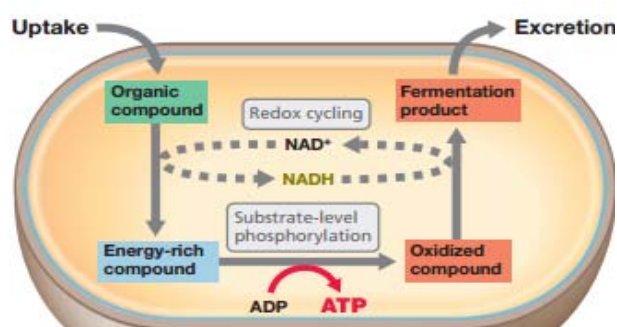 Uptake
Excretion
Organic
compound
Fermentation
product
Redox cycling
NAD+
NADH
Substrate-level
phosphorylation
Energy-rich
compound
Oxidized
compound
ADP
ATP